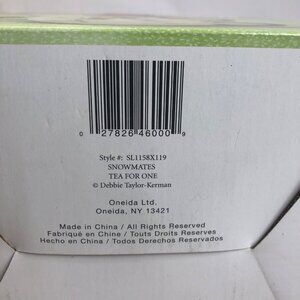 0 27826 46000 9
Style #: SL1158X119
SNOWMATES
TEA FOR ONE
© Debbie Taylor-Kerman
Oneida Ltd.
Oneida, NY 13421
Made in China / All Rights Reserved
Fabriqué en Chine / Touts Droits Reserves
Hecho en China / Todos Derechos Reservados